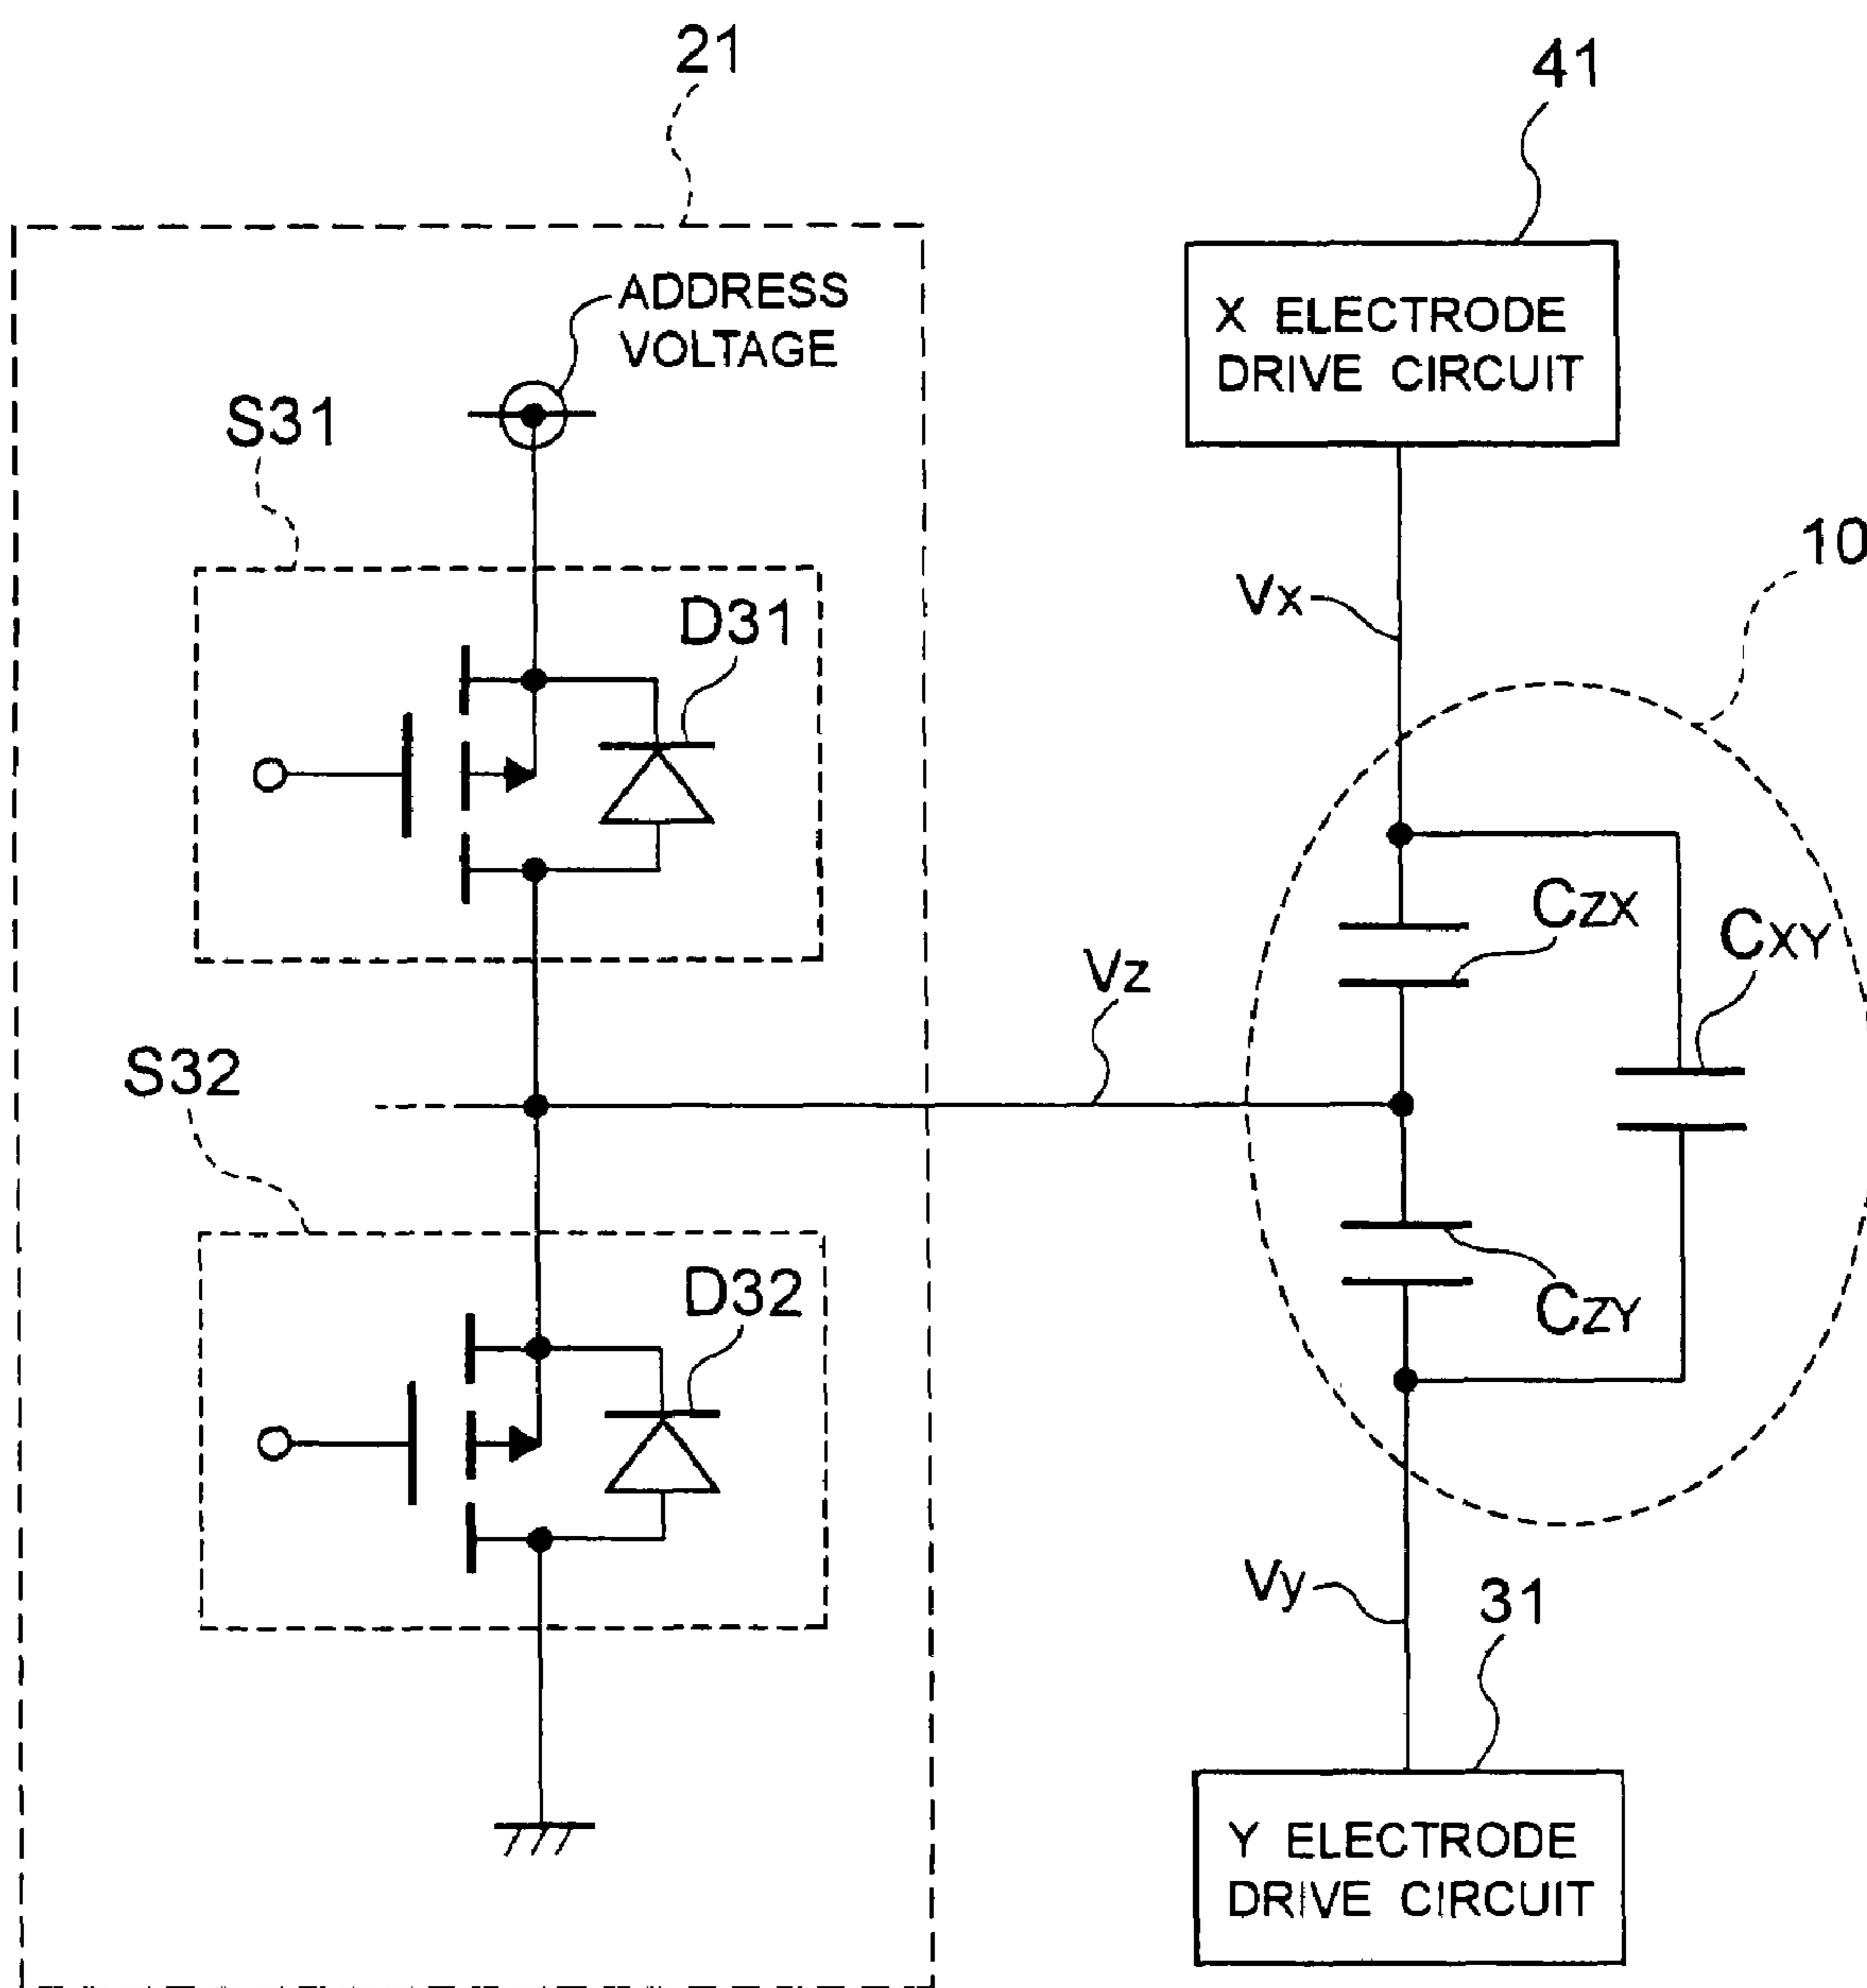 21
41
ADDRESS
VOLTAGE
X ELECTRODE
DRIVE CIRCUIT
S31
10
Vx
D31
CZX
CXY
Vz
S32
D32
CZY
Vy
31
Y ELECTRODE
DRIVE CIRCUIT